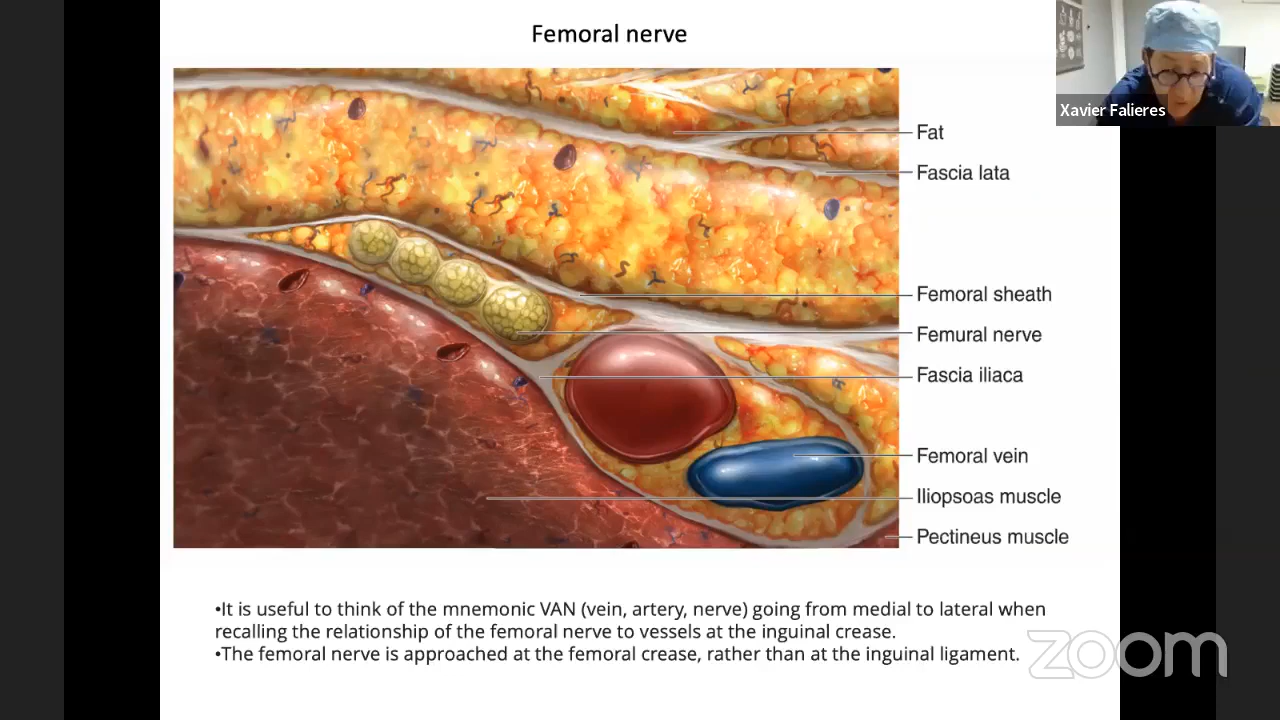 Femoral nerve
Xavier Falieres
Fat
Fascia lata
Femoral sheath
Femural nerve
Fascia iliaca
Femoral vein
Iliopsoas muscle
Pectineus muscle
•It is useful to think of the mnemonic VAN (vein, artery, nerve) going from medial to lateral when
recalling the relationship of the femoral nerve to vessels at the inguinal crease.
•The femoral nerve is approached at the femoral crease, rather than at the inguinal ligament.
zoom